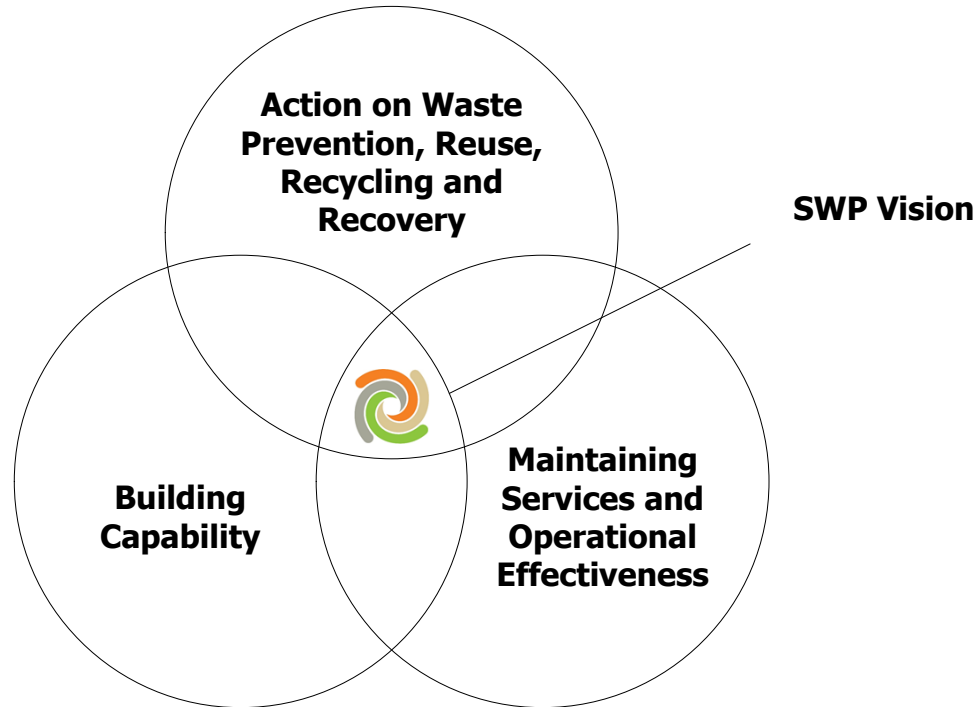 Action on Waste
Prevention, Reuse,
Recycling and
Recovery
SWP Vision
Building
Capability
Maintaining
Services and
Operational
Effectiveness